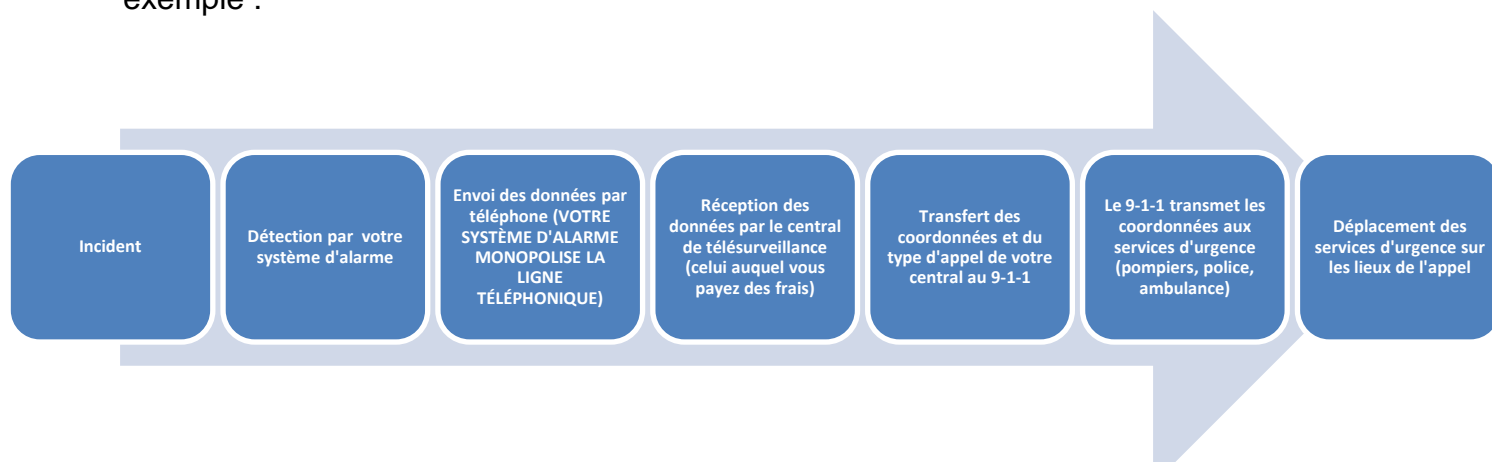 exemple :
Incident
Détection par votre
système d'alarme
Envoi des données par
téléphone (VOTRE
SYSTÈME D'ALARME
MONOPOLISE LA
LIGNE
TÉLÉPHONIQUE)
Réception des
données par le central
de télésurveillance
(celui auquel vous
payez des frais)
Transfert des
coordonnées et du
type d'appel de votre
central au 9-1-1
Le 9-1-1 transmet les
coordonnées aux
services d'urgence
(pompiers, police,
ambulance)
Déplacement des
services d'urgence sur
les lieux de l'appel